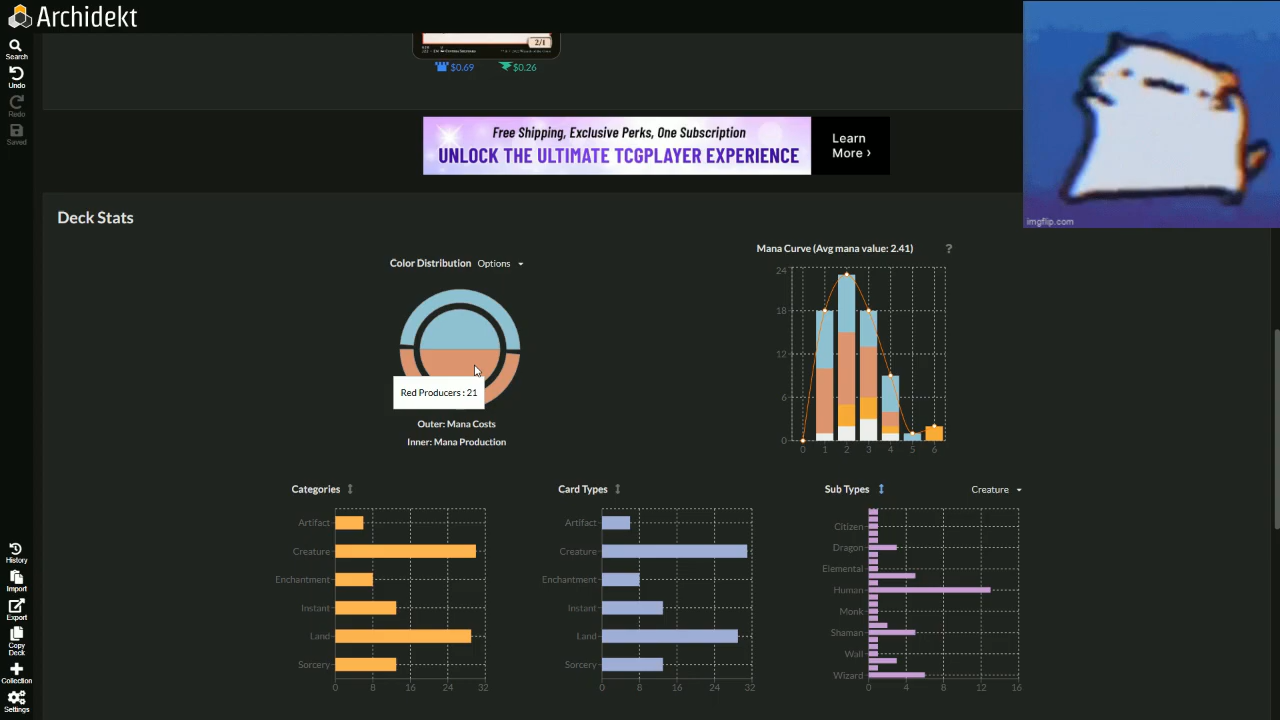 Archidekt
Search
Undo
Redo
Saved
2/1
$0.69
$0.26
Free Shipping, Exclusive Perks, One Subscription
UNLOCK THE ULTIMATE TCGPLAYER EXPERIENCE
Learn
More ›
imgflip.com
Deck Stats
Color Distribution Options
Red Producers : 21
Outer: Mana Costs
Inner: Mana Production
Mana Curve (Avg mana value: 2.41) ?
24
18
12
6
0
0 1 2 3 4 5 6
Categories
Artifact
Creature
Enchantment
Instant
Land
Sorcery
0 8 16 24 32
Card Types
Artifact
Creature
Enchantment
Instant
Land
Sorcery
0 8 16 24 32
Sub Types
Creature
Citizen
Dragon
Elemental
Human
Monk
Shaman
Wall
Wizard
0 4 8 12 16
History
Import
Export
Copy
Deck
Collection
Settings